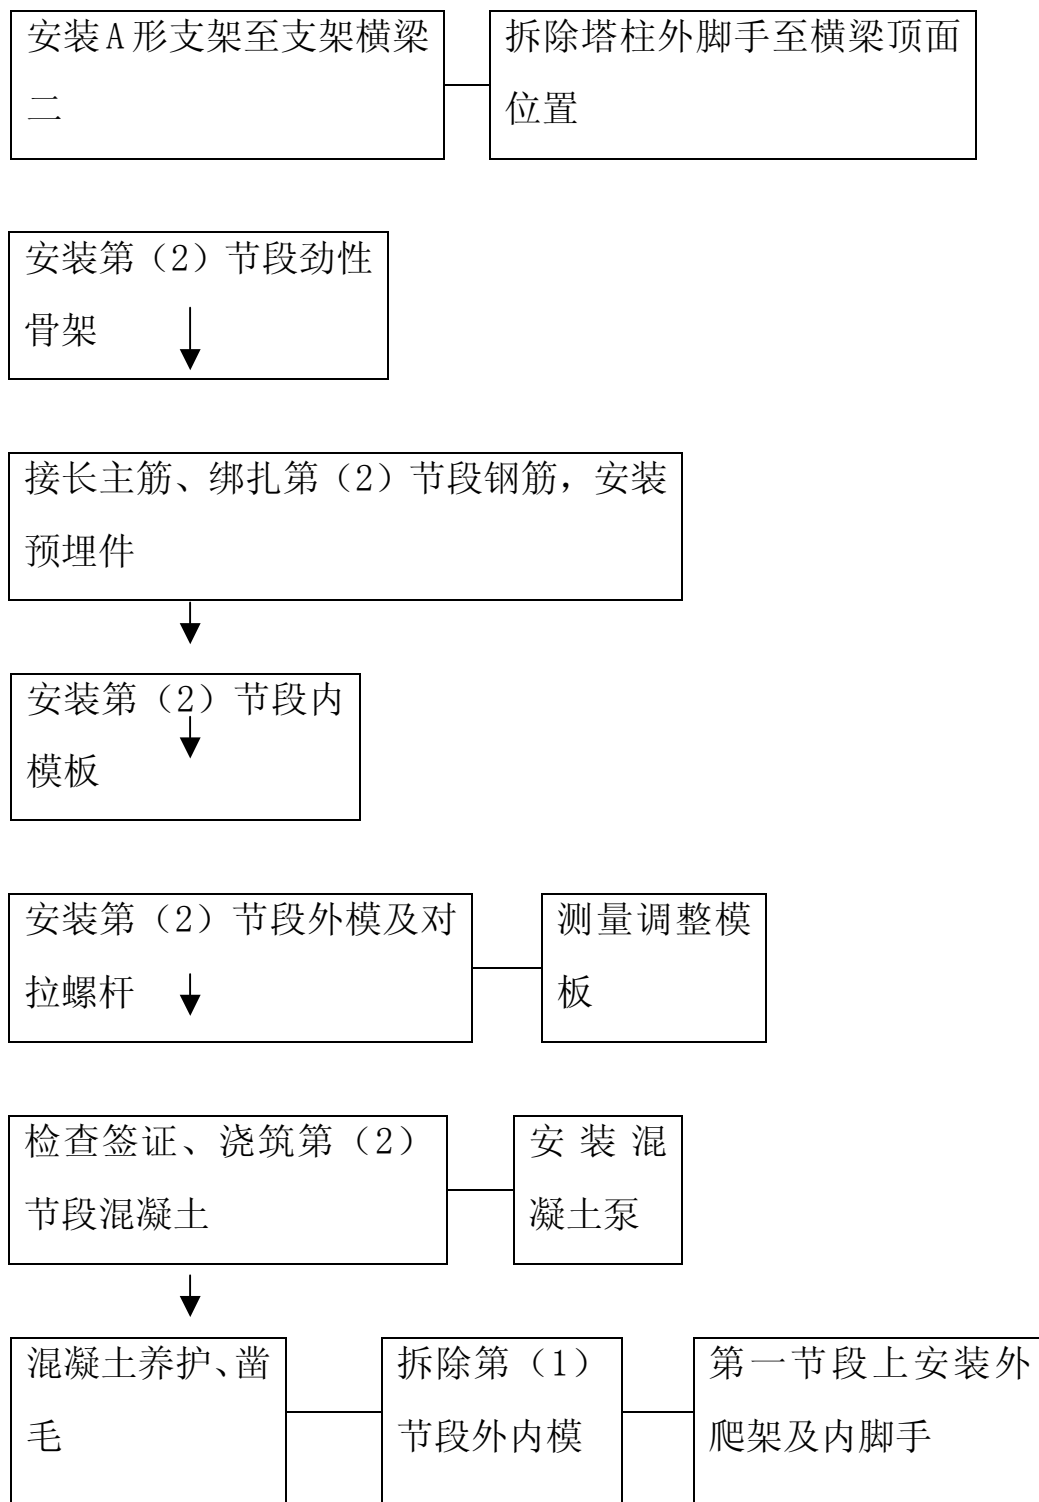 安装A形支架至支架横梁
二
拆除塔柱外脚手至横梁顶面
位置
安装第（2）节段劲性
骨架
接长主筋、绑扎第（2）节段钢筋，安装
预埋件
安装第（2）节段内
模板
安装第（2）节段外模及对
拉螺杆
测量调整模
板
检查签证、浇筑第（2）
节段混凝土
安装混
凝土泵
混凝土养护、凿
毛
拆除第（1）
节段外内模
第一节段上安装外
爬架及内脚手